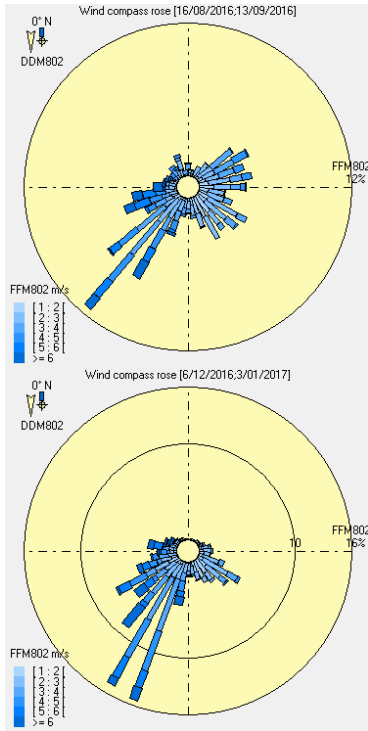 Wind compass rose [16/08/2016;13/09/2016]
0° N
DDM802
FFM802
12%
FFM802 m/s
[ 1 : 2 [
[ 2 : 3 [
[ 3 : 4 [
[ 4 : 5 [
[ 5 : 6 [
>= 6
Wind compass rose [6/12/2016;3/01/2017]
0° N
DDM802
FFM802
10
16%
FFM802 m/s
[ 1 : 2 [
[ 2 : 3 [
[ 3 : 4 [
[ 4 : 5 [
[ 5 : 6 [
>= 6